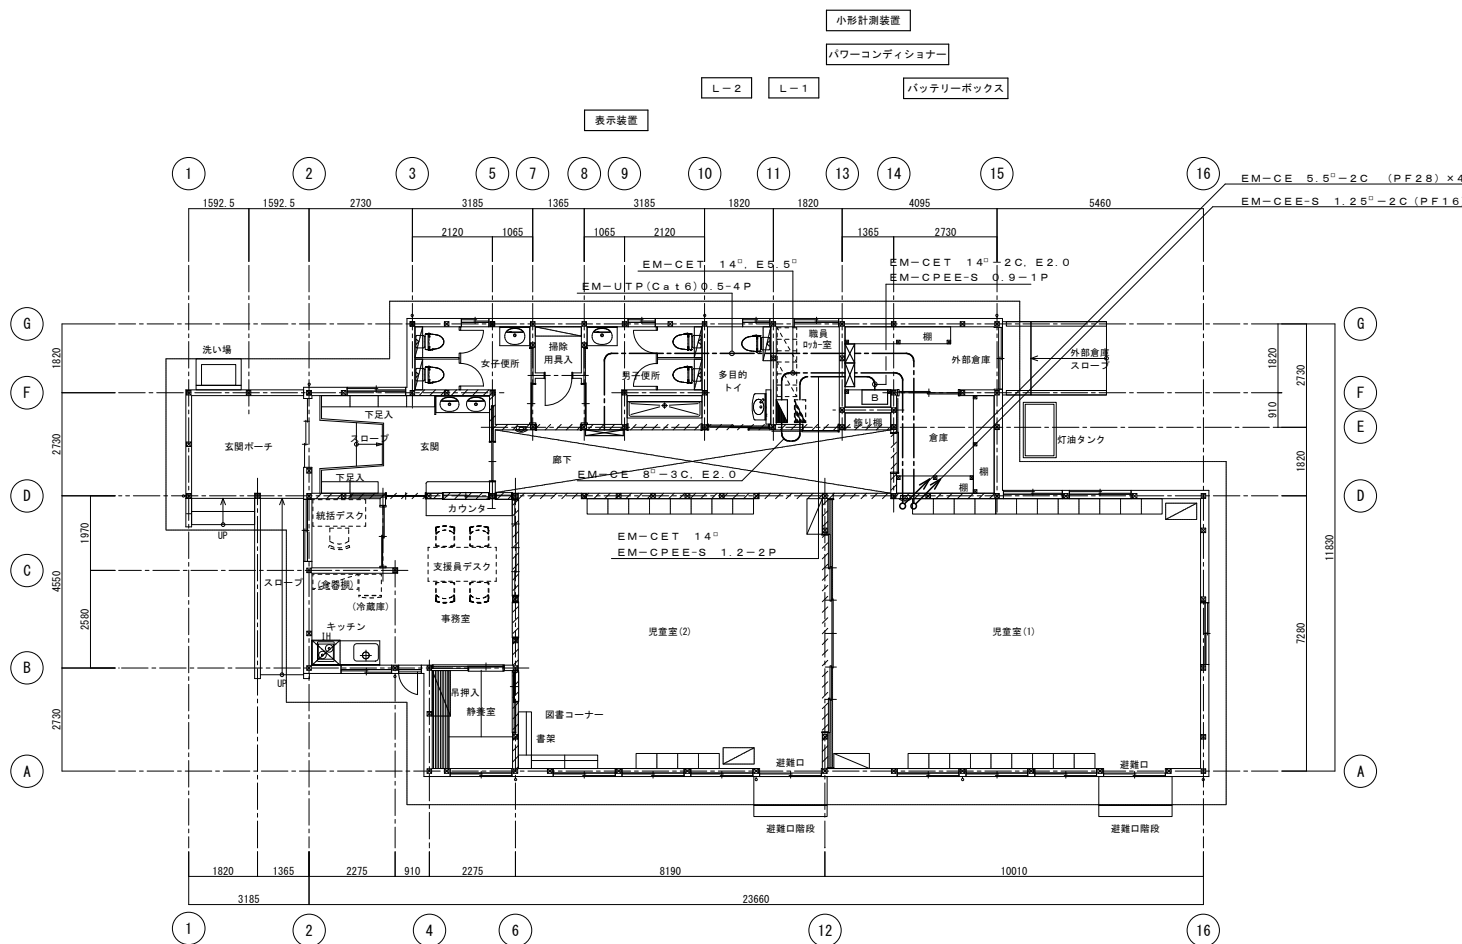 小形計測装置
パワーコンディショナー
L－2
L－1
バッテリーボックス
表示装置
1
2
3
5
7
8
9
10
11
13
14
15
16
EM－CE 5.5□－2C （PF28）×4
EM－CEE－S 1.25□－2C（PF16
1592.5
1592.5
2730
3185
1365
3185
1820
1820
4095
5460
2120
1065
1065
2120
1365
2730
EM－CET 14□, E5.5□
EM－CET 14□－2C, E2.0
EM－UTP(Cat6)0.5－4P
EM－CPEE－S 0.9－1P
G
G
洗い場
女子便所
掃除
用具入
男子便所
多目的
トイレ
職員
ロッカー室
棚
外部倉庫
外部倉庫
スロープ
1820
1820
2730
910
F
F
B
下足入
飾り棚
E
玄関ポーチ
スロープ
玄関
廊下
倉庫
灯油タンク
2730
1820
下足入
EM－CE 8□－3C, E2.0
棚
棚
D
D
カウンター
統括デスク
UP
EM－CET 14□
EM－CPEE－S 1.2－2P
1970
11830
C
支援員デスク
スロープ
(食器棚)
(冷蔵庫)
4550
2580
キッチン
IH
事務室
児童室(2)
児童室(1)
7280
B
UP
吊押入
静養室
図書コーナー
書架
2730
避難口
避難口
A
A
避難口階段
避難口階段
1820
1365
2275
910
2275
8190
10010
3185
23660
1
2
4
6
12
16